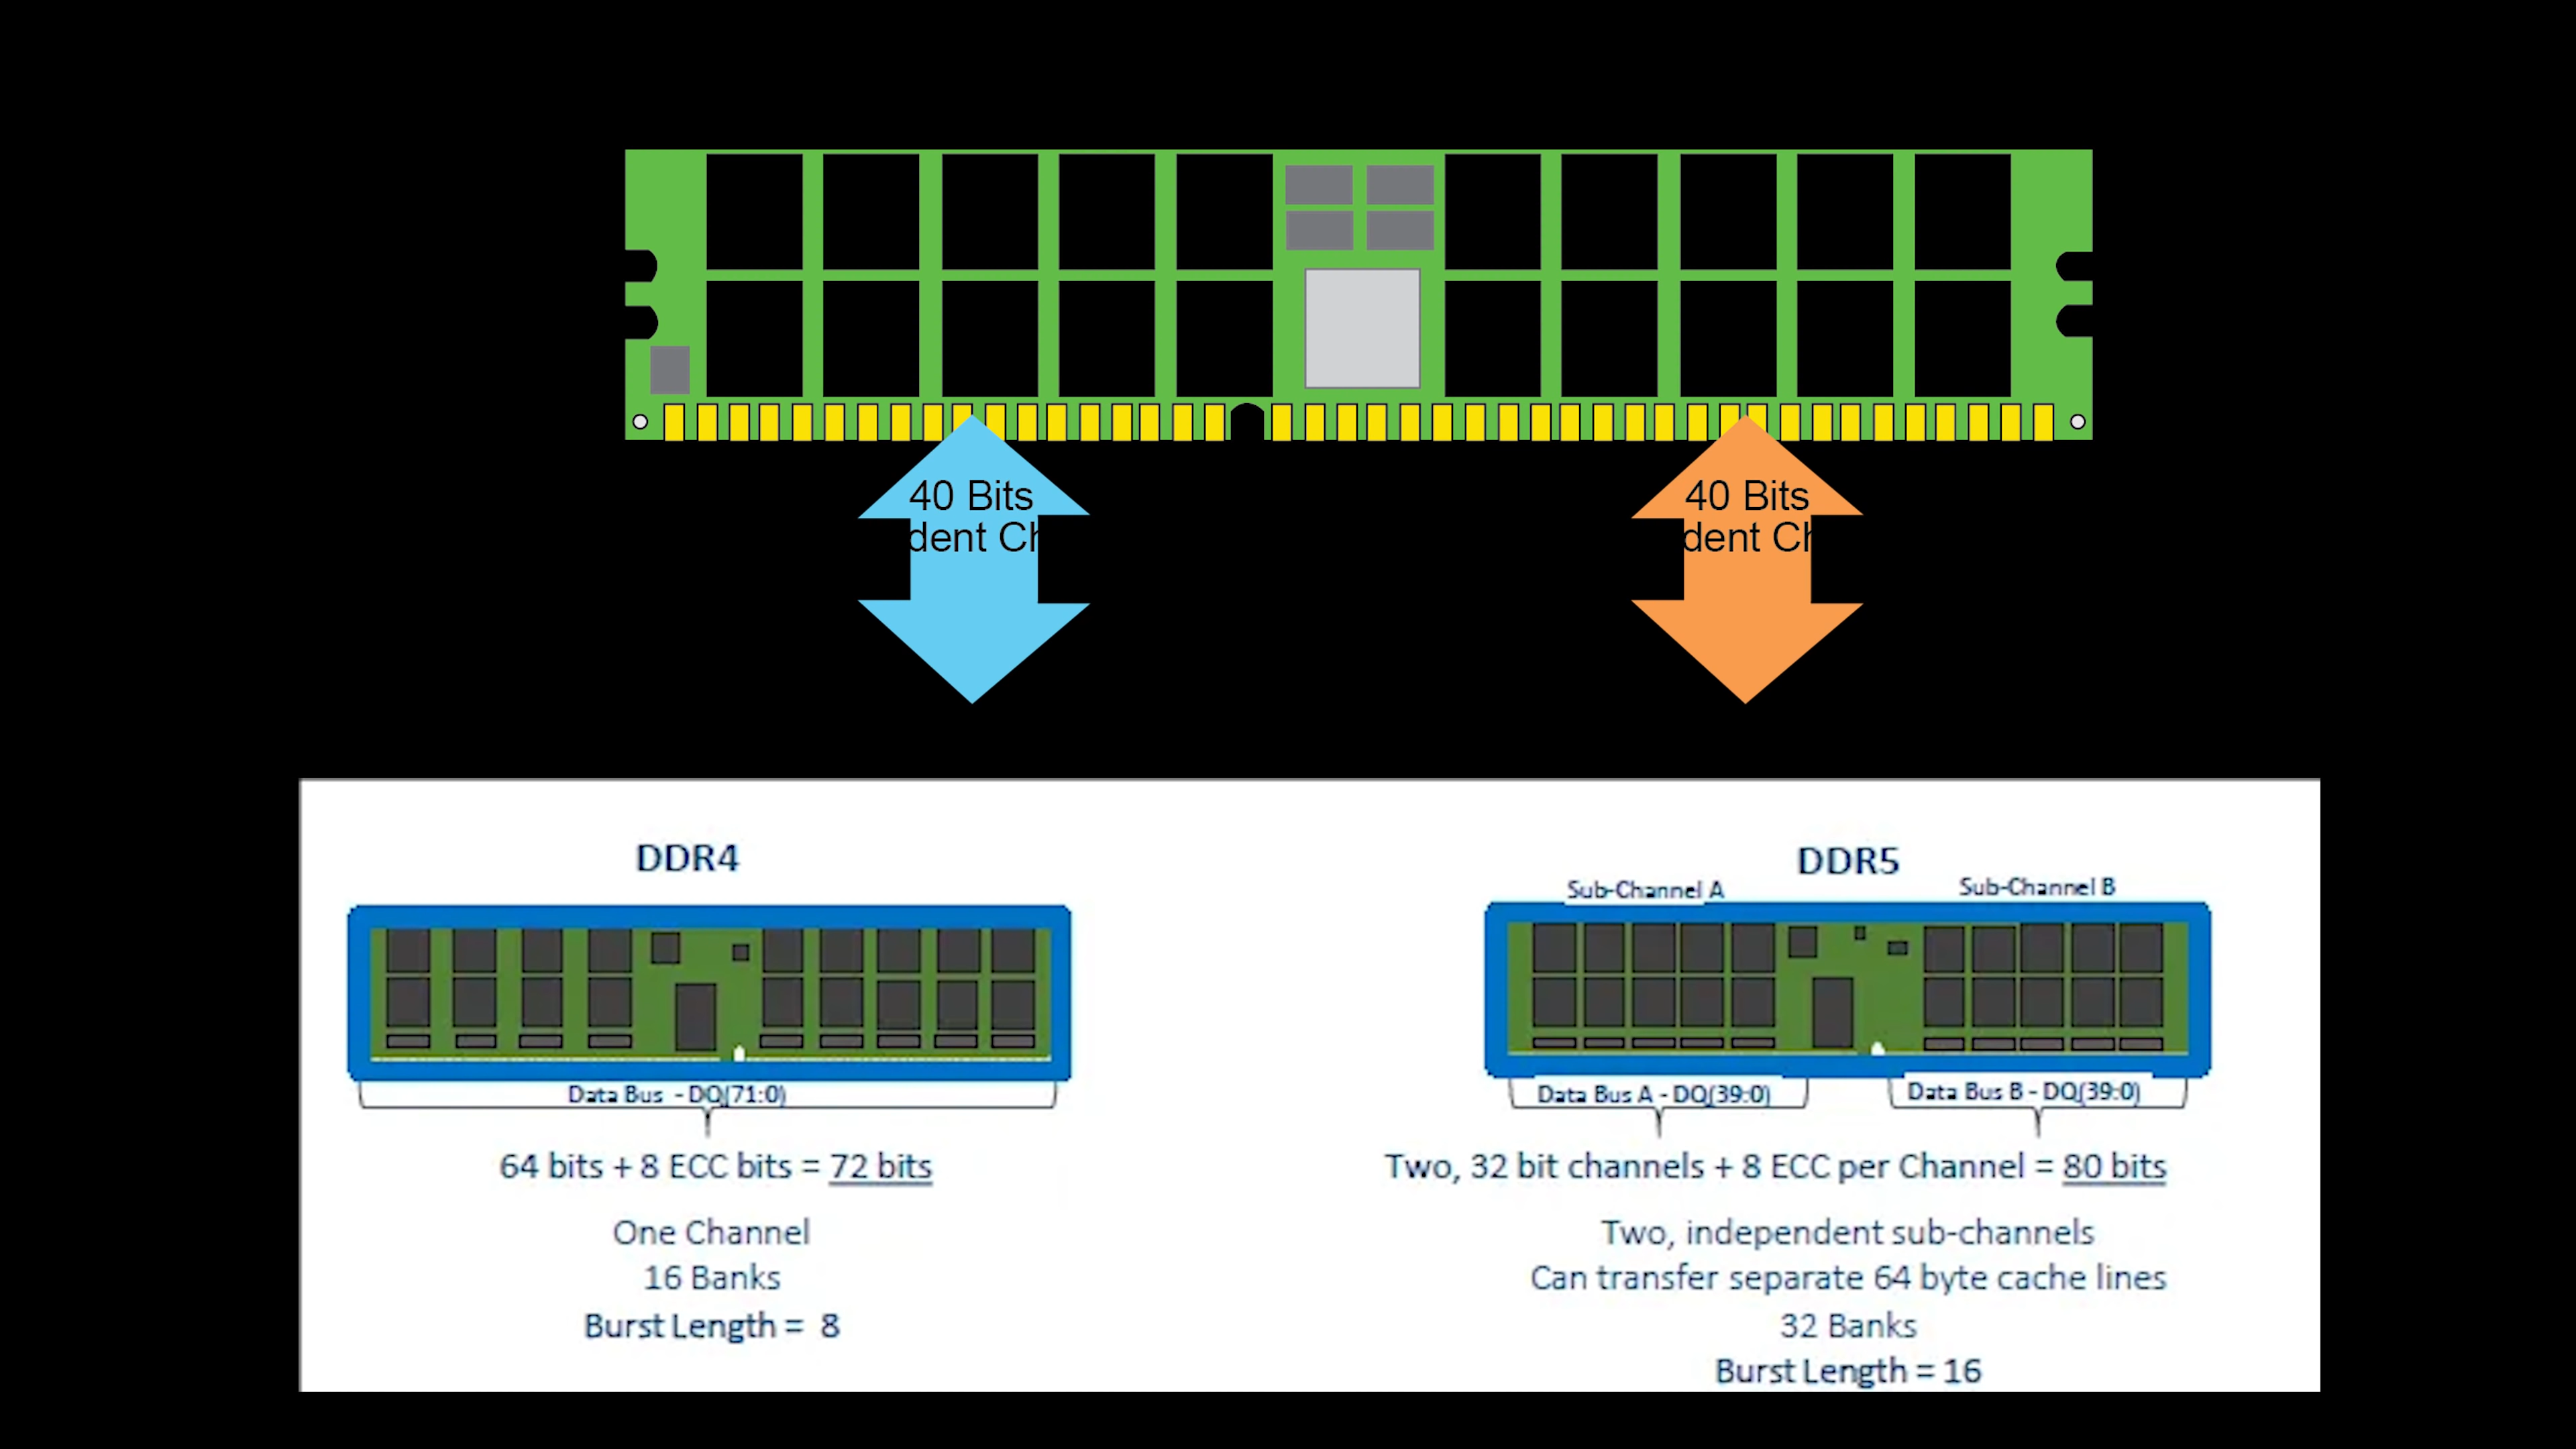 40 Bits
dent Ch
40 Bits
dent Ch
DDR4
Data Bus - DQ(71:0)
64 bits + 8 ECC bits = 72 bits
One Channel
16 Banks
Burst Length = 8
DDR5
Sub-Channel A
Sub-Channel B
Data Bus A - DQ(39:0)
Data Bus B - DQ(39:0)
Two, 32 bit channels + 8 ECC per Channel = 80 bits
Two, independent sub-channels
Can transfer separate 64 byte cache lines
32 Banks
Burst Length = 16